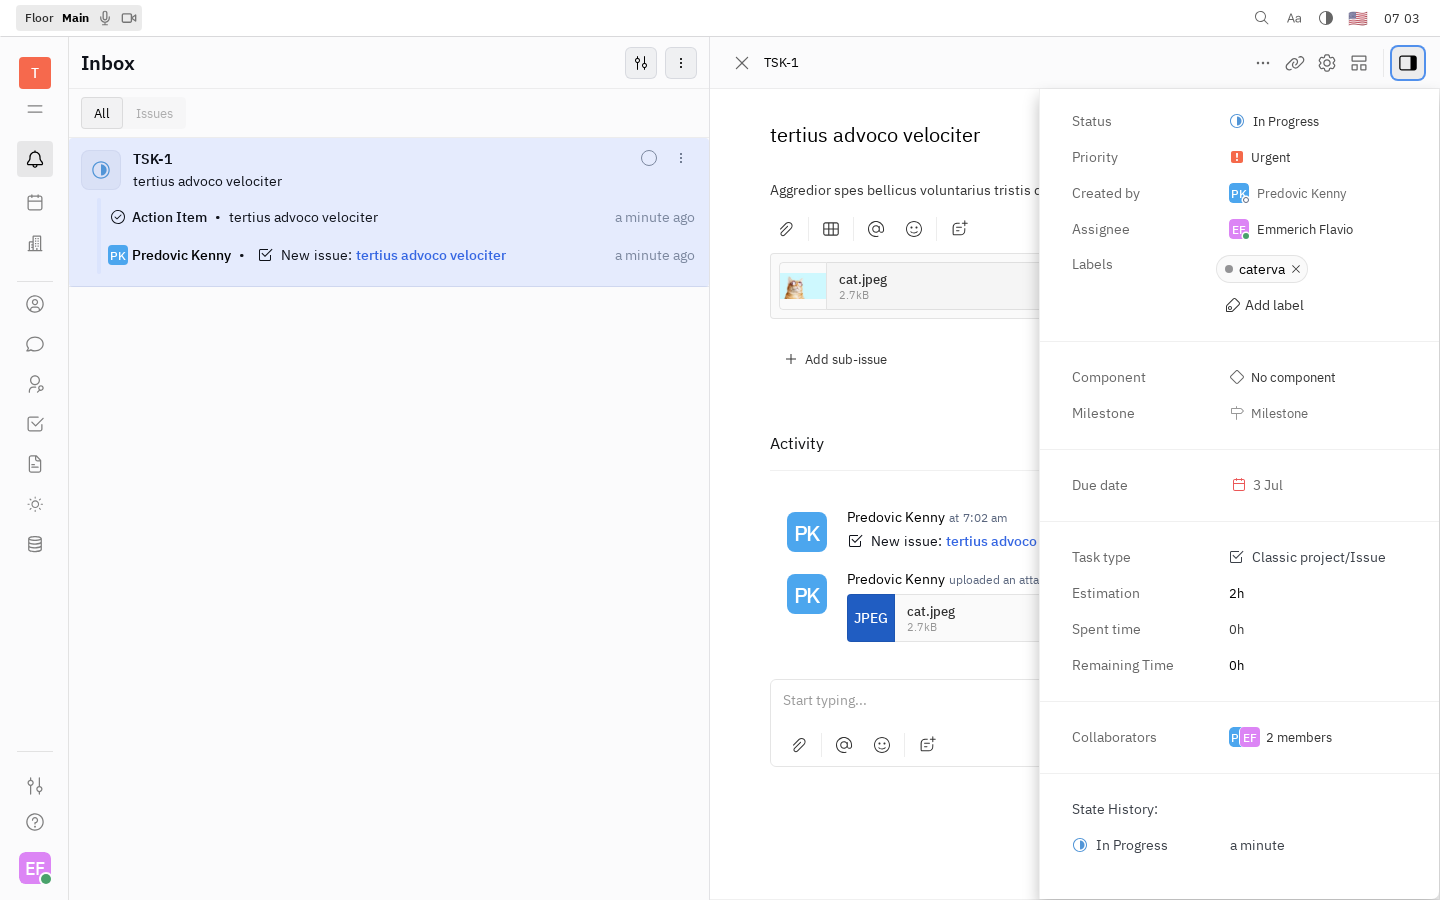 Floor Main
Aa
07 03
T
Inbox
All
Issues
TSK-1
tertius advoco velociter
Action Item • tertius advoco velociter
a minute ago
PK Predovic Kenny • New issue: tertius advoco velociter
a minute ago
EF
TSK-1
tertius advoco velociter
Aggredior spes bellicus voluntarius tristis
cat.jpeg
2.7kB
Add sub-issue
Activity
PK
Predovic Kenny at 7:02 am
New issue: tertius advoco
PK
Predovic Kenny uploaded an atta
JPEG
cat.jpeg
2.7kB
Start typing...
Status In Progress
Priority Urgent
Created by PK Predovic Kenny
Assignee EF Emmerich Flavio
Labels caterva
Add label
Component No component
Milestone Milestone
Due date 3 Jul
Task type Classic project/Issue
Estimation 2h
Spent time 0h
Remaining Time 0h
Collaborators P EF 2 members
State History:
In Progress a minute